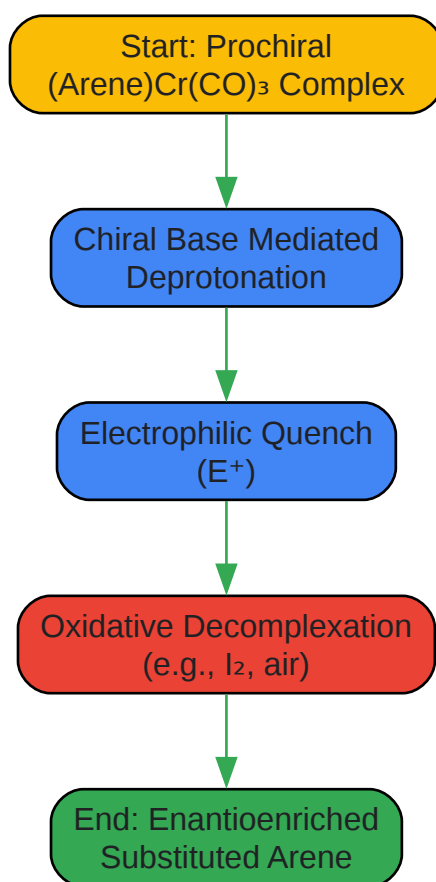 Start: Prochiral
(Arene)Cr(CO)₃ Complex
Chiral Base Mediated
Deprotonation
Electrophilic Quench
(E⁺)
Oxidative Decomplexation
(e.g., I₂, air)
End: Enantioenriched
Substituted Arene